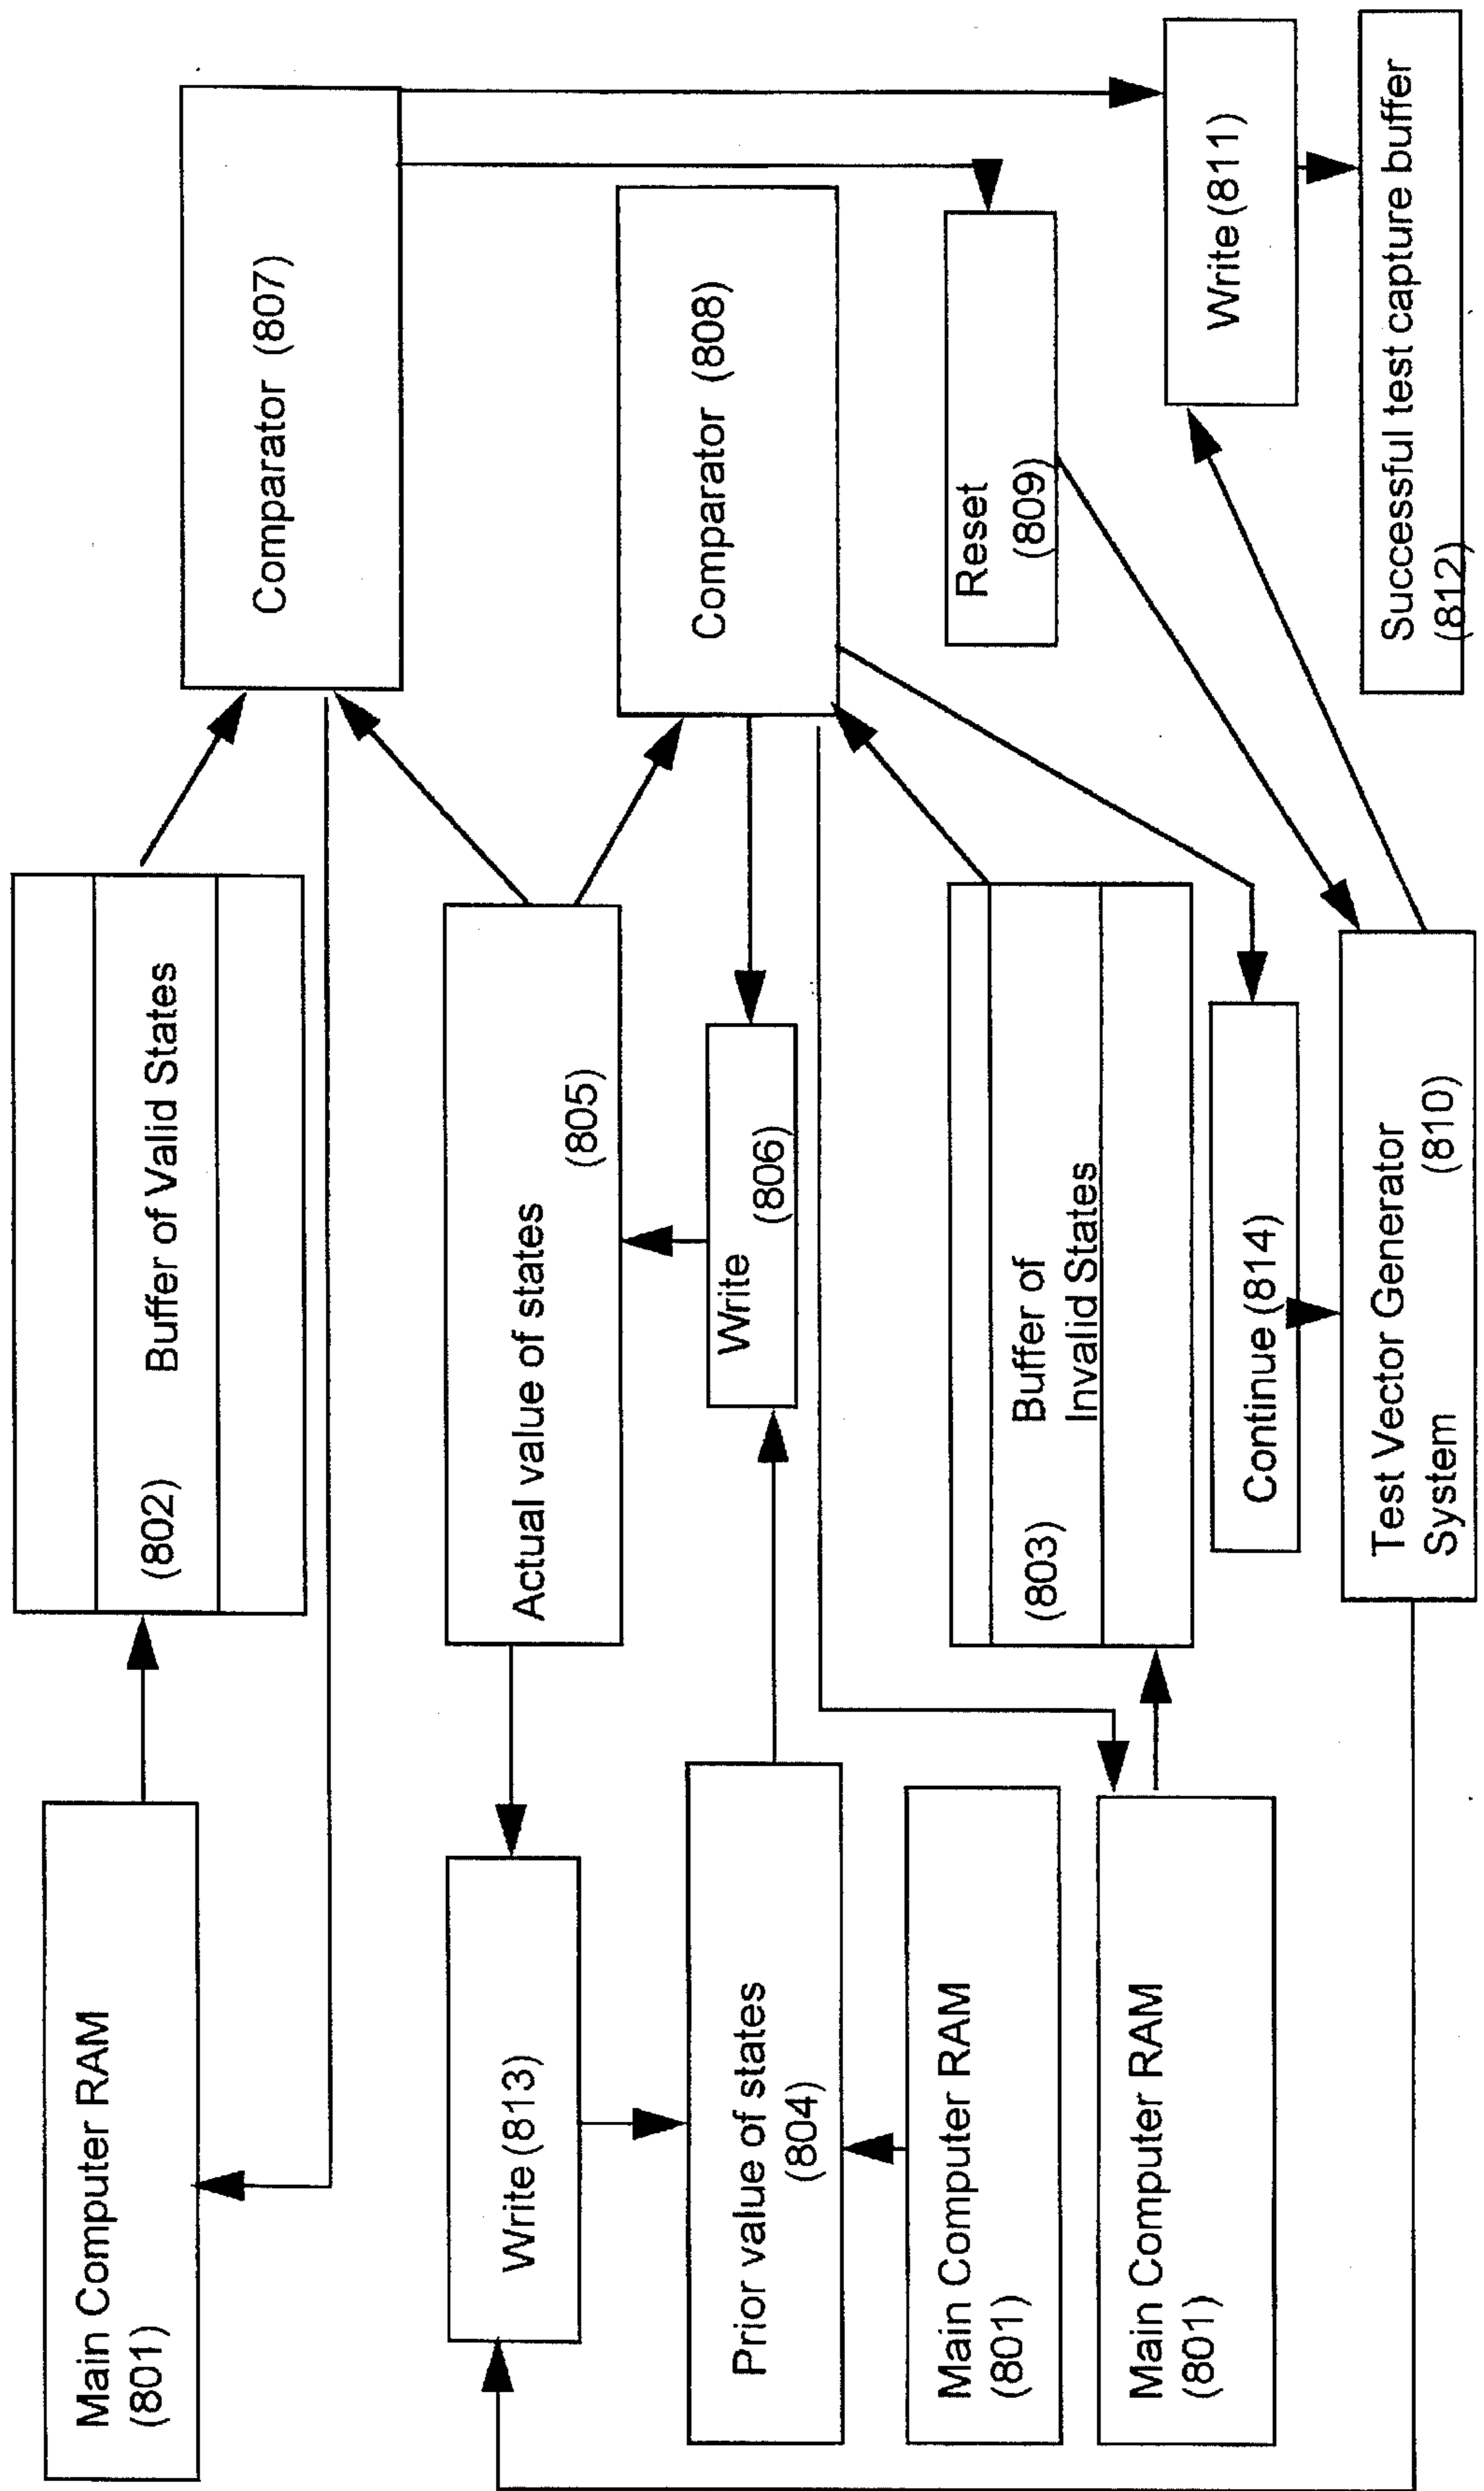 Main Computer RAM
(801)
(802)
Buffer of Valid States
Comparator (807)
Write (813)
Actual value of states
(805)
Prior value of states
(804)
Write
(806)
Comparator (808)
Main Computer RAM
(801)
Main Computer RAM
(801)
(803)
Buffer of
Invalid States
Reset
(809)
Continue (814)
Write (811)
Test Vector Generator
System (810)
Successful test capture buffer
(812)